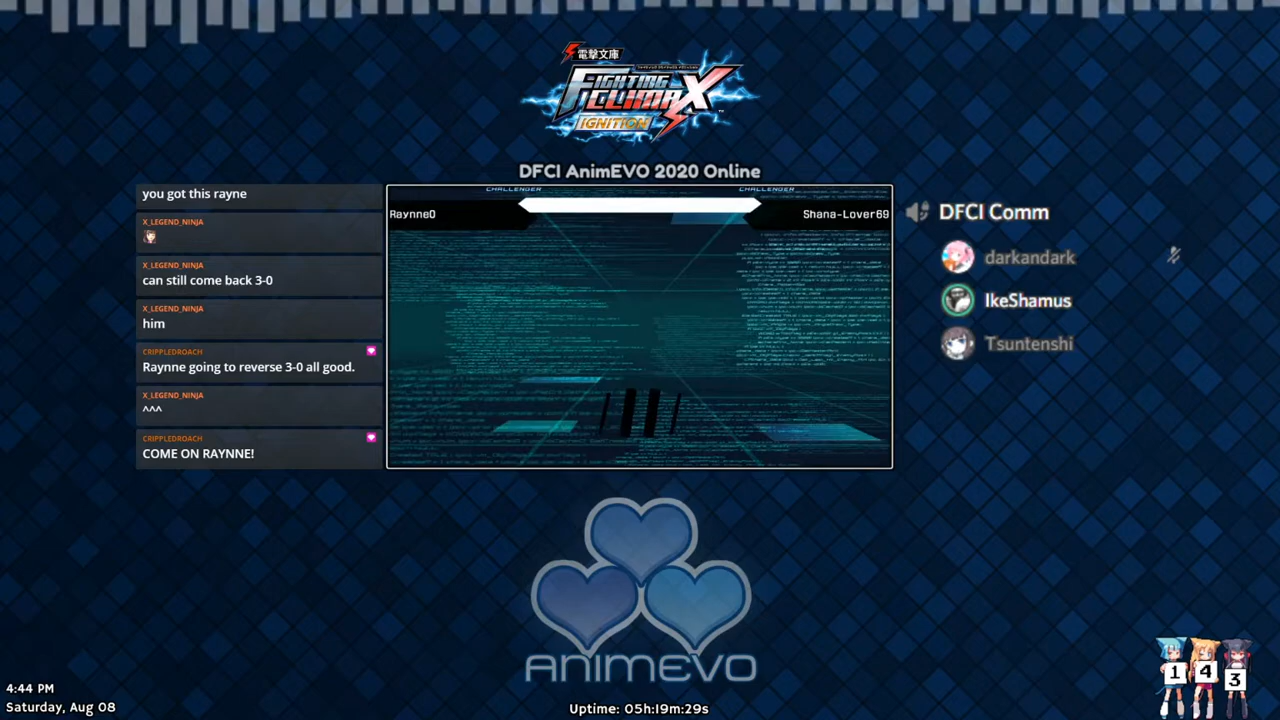 電撃文庫
FIGHTING
CLIMAX
IGNITION
DFCI AnimEVO 2020 Online
you got this rayne
X_LEGEND_NINJA
X_LEGEND_NINJA
can still come back 3-0
X_LEGEND_NINJA
him
CRIPPLEDROACH
Raynne going to reverse 3-0 all good.
X_LEGEND_NINJA
^^^
CRIPPLEDROACH
COME ON RAYNNE!
CHALLENGER
CHALLENGER
Raynne0
Shana-Lover69
DFCI Comm
darkandark
IkeShamus
Tsuntenshi
ANIMEVO
4:44 PM
Saturday, Aug 08
Uptime: 05h:19m:29s
1 4 3